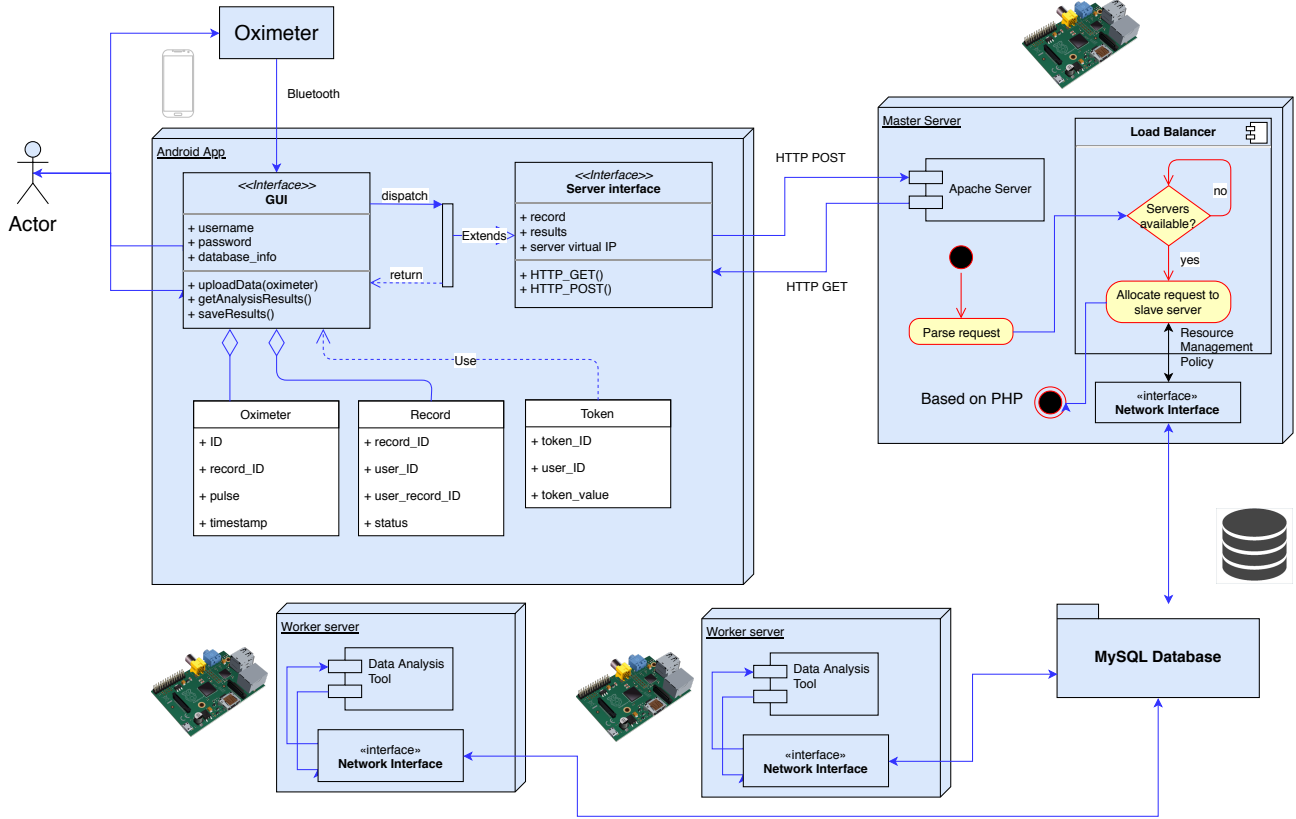 Oximeter
Bluetooth
Actor
Android App
<<Interface>>
GUI
+ username
+ password
+ database_info
+ uploadData(oximeter)
+ getAnalysisResults()
+ saveResults()
dispatch
Extends
return
<<Interface>>
Server interface
+ record
+ results
+ server virtual IP
+ HTTP_GET()
+ HTTP_POST()
Use
Oximeter
+ ID
+ record_ID
+ pulse
+ timestamp
Record
+ record_ID
+ user_ID
+ user_record_ID
+ status
Token
+ token_ID
+ user_ID
+ token_value
HTTP POST
HTTP GET
Master Server
Apache Server
Load Balancer
Servers
available?
no
yes
Allocate request to
slave server
Parse request
Resource
Management
Policy
Based on PHP
«interface»
Network Interface
MySQL Database
Worker server
Data Analysis
Tool
«interface»
Network Interface
Worker server
Data Analysis
Tool
«interface»
Network Interface